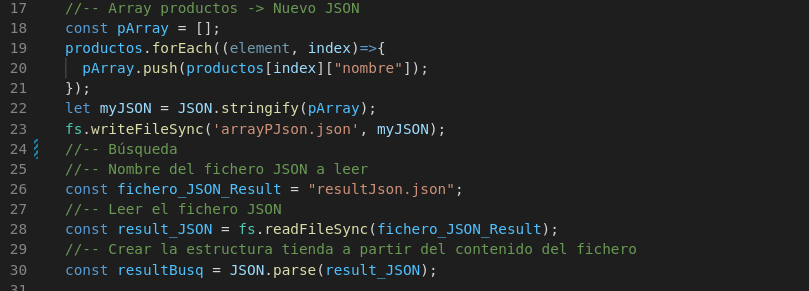 17 //-- Array productos -> Nuevo JSON
18 const pArray = [];
19 productos.forEach((element, index)=>{
20   pArray.push(productos[index]["nombre"]);
21 });
22 let myJSON = JSON.stringify(pArray);
23 fs.writeFileSync('arrayPJson.json', myJSON);
24 //-- Búsqueda
25 //-- Nombre del fichero JSON a leer
26 const fichero_JSON_Result = "resultJson.json";
27 //-- Leer el fichero JSON
28 const result_JSON = fs.readFileSync(fichero_JSON_Result);
29 //-- Crear la estructura tienda a partir del contenido del fichero
30 const resultBusq = JSON.parse(result_JSON);
31